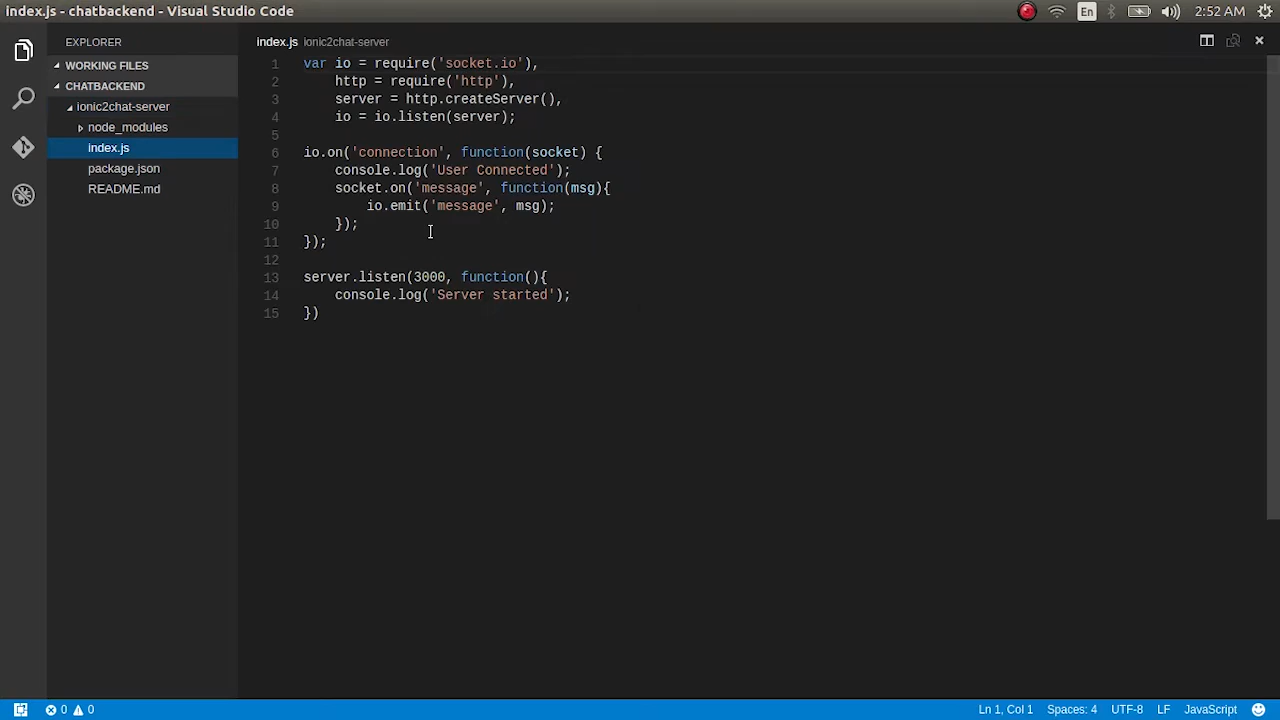 index.js - chatbackend - Visual Studio Code
En
2:52 AM
EXPLORER
WORKING FILES
CHATBACKEND
ionic2chat-server
node_modules
index.js
package.json
README.md
index.js ionic2chat-server
1 var io = require('socket.io'),
2 http = require('http'),
3 server = http.createServer(),
4 io = io.listen(server);
5
6 io.on('connection', function(socket) {
7 console.log('User Connected');
8 socket.on('message', function(msg){
9 io.emit('message', msg);
10 });
11 });
12
13 server.listen(3000, function(){
14 console.log('Server started');
15 })
0 0
Ln 1, Col 1 Spaces: 4 UTF-8 LF JavaScript